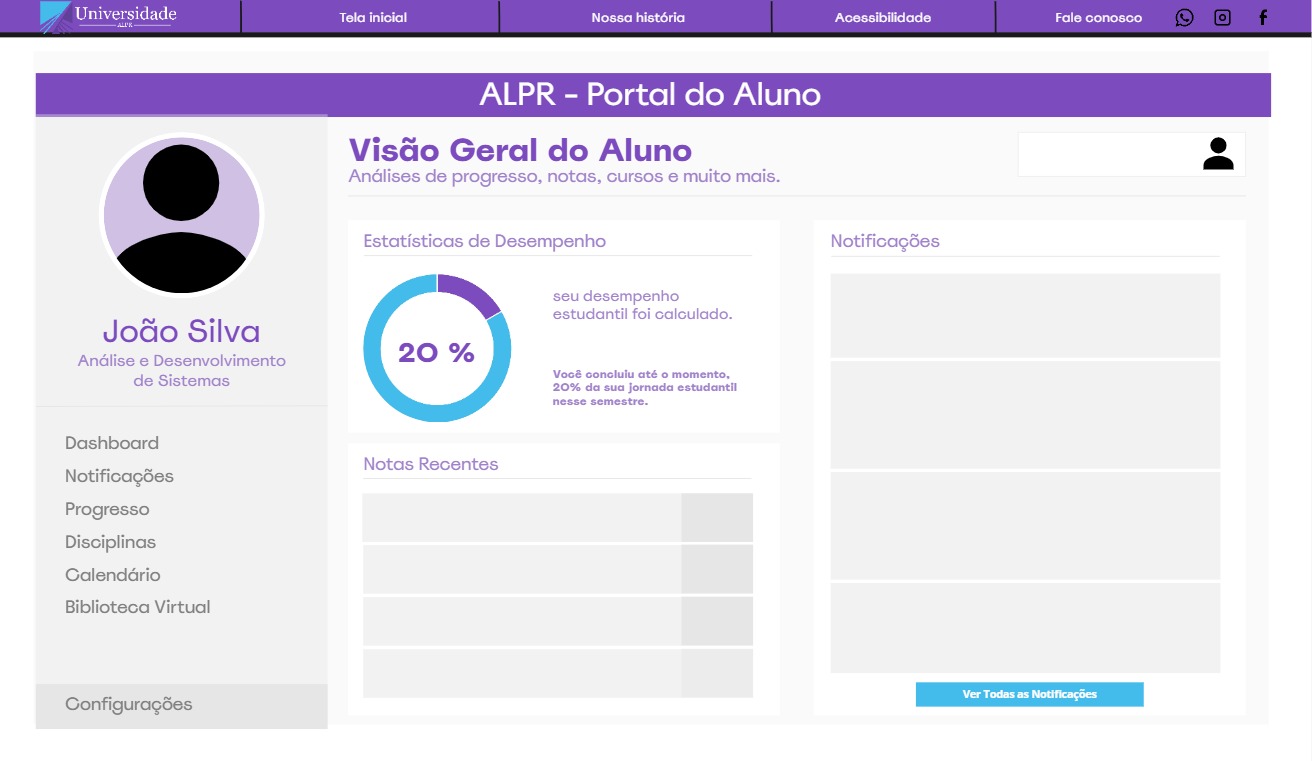 Universidade
ALPR
Tela inicial
Nossa história
Acessibilidade
Fale conosco
ALPR - Portal do Aluno
João Silva
Análise e Desenvolvimento
de Sistemas
Dashboard
Notificações
Progresso
Disciplinas
Calendário
Biblioteca Virtual
Configurações
Visão Geral do Aluno
Análises de progresso, notas, cursos e muito mais.
Estatísticas de Desempenho
20 %
seu desempenho
estudantil foi calculado.
Você concluiu até o momento,
20% da sua jornada estudantil
nesse semestre.
Notas Recentes
Notificações
Ver Todas as Notificações